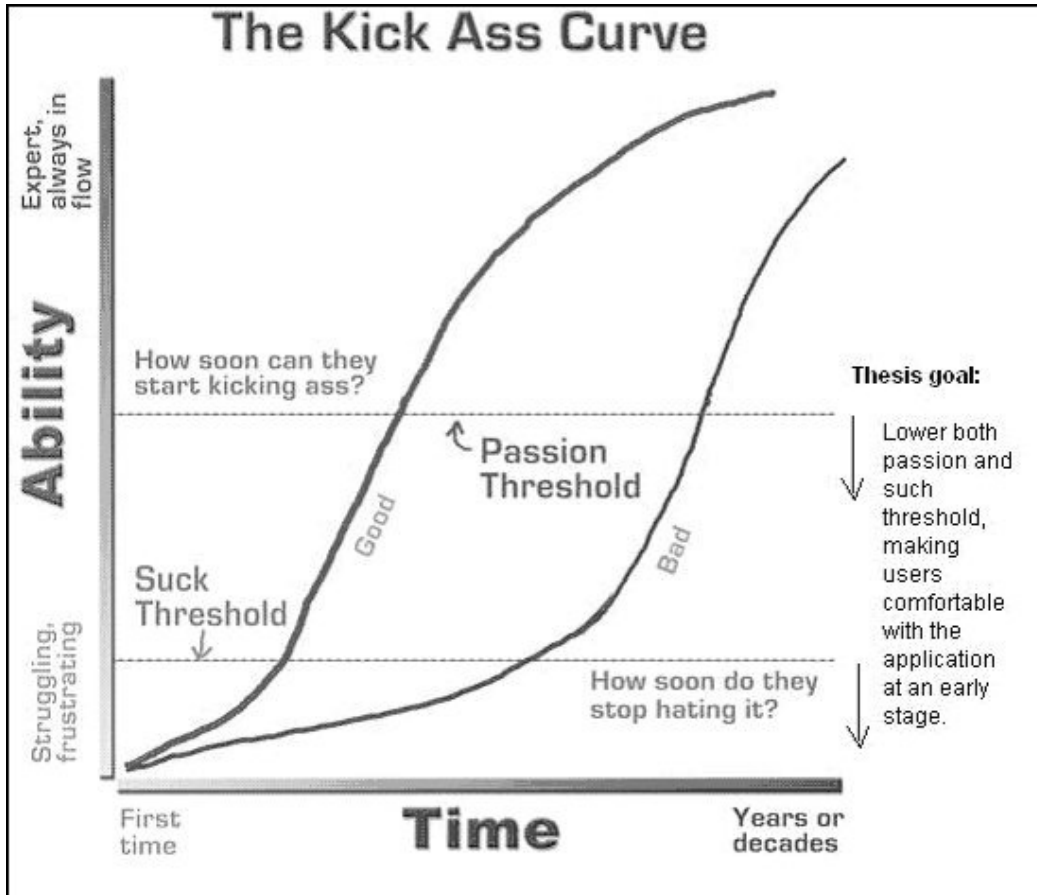 The Kick Ass Curve
Expert,
always in
flow
Ability
Struggling,
frustrating
How soon can they
start kicking ass?
Passion
Threshold
Good
Bad
Suck
Threshold
How soon do they
stop hating it?
Thesis goal:
Lower both
passion and
such
threshold,
making
users
comfortable
with the
application
at an early
stage.
First
time
Time
Years or
decades